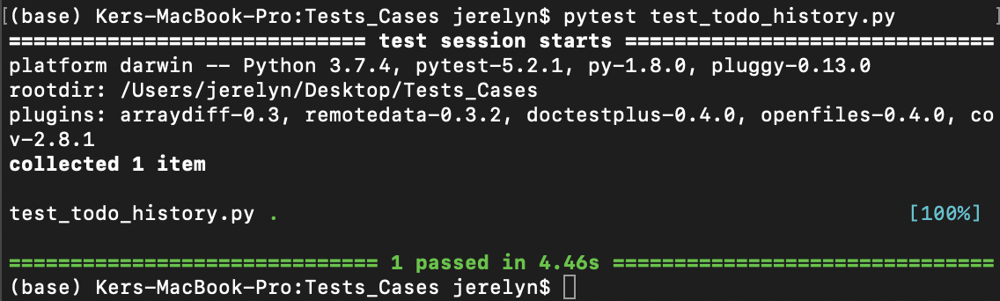 (base) Kers-MacBook-Pro:Tests_Cases jerelyn$ pytest test_todo_history.py
============================= test session starts ==============================
platform darwin -- Python 3.7.4, pytest-5.2.1, py-1.8.0, pluggy-0.13.0
rootdir: /Users/jerelyn/Desktop/Tests_Cases
plugins: arraydiff-0.3, remotedata-0.3.2, doctestplus-0.4.0, openfiles-0.4.0, co
v-2.8.1
collected 1 item
test_todo_history.py . [100%]
============================== 1 passed in 4.46s ===============================
(base) Kers-MacBook-Pro:Tests_Cases jerelyn$